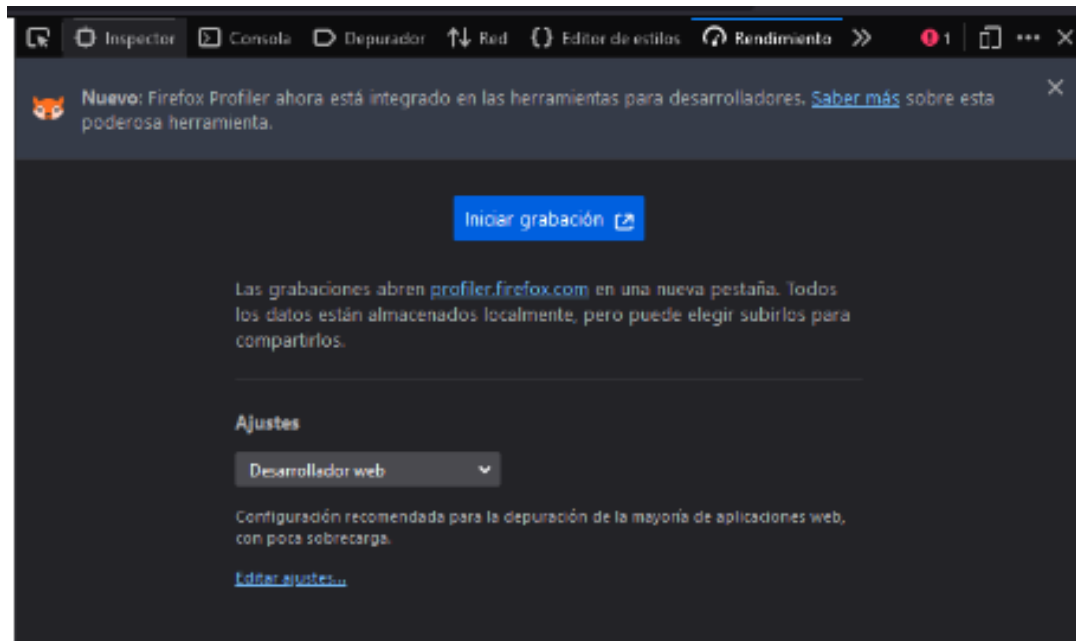 Inspector Consola Depurador Red Editor de estilos Rendimiento 1
Nuevo: Firefox Profiler ahora está integrado en las herramientas para desarrolladores. Saber más sobre esta
poderosa herramienta.
Iniciar grabación
Las grabaciones abren profiler.firefox.com en una nueva pestaña. Todos
los datos están almacenados localmente, pero puede elegir subirlos para
compartirlos.
Ajustes
Desarrollador web
Configuración recomendada para la depuración de la mayoría de aplicaciones web,
con poca sobrecarga.
Editar ajustes...